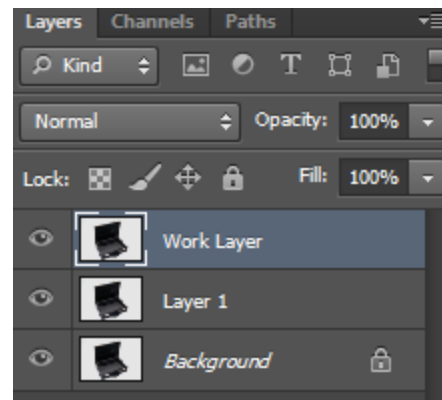 Layers Channels Paths
Kind
Normal Opacity: 100%
Lock: Fill: 100%
Work Layer
Layer 1
Background